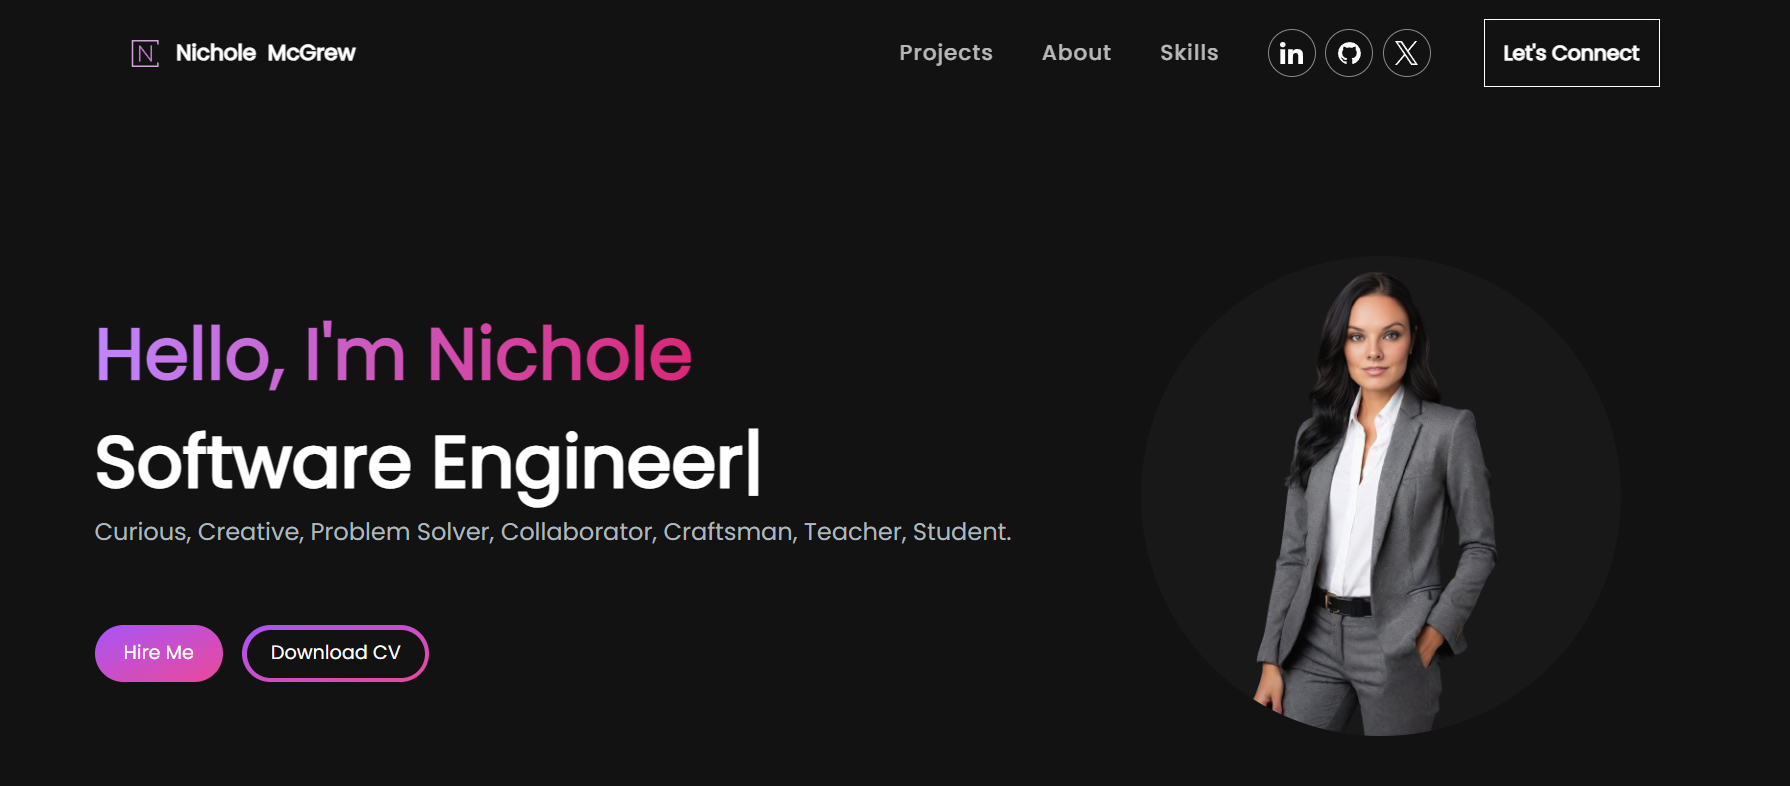 N Nichole McGrew
Projects About Skills in X Let's Connect
Hello, I'm Nichole
Software Engineer|
Curious, Creative, Problem Solver, Collaborator, Craftsman, Teacher, Student.
Hire Me Download CV